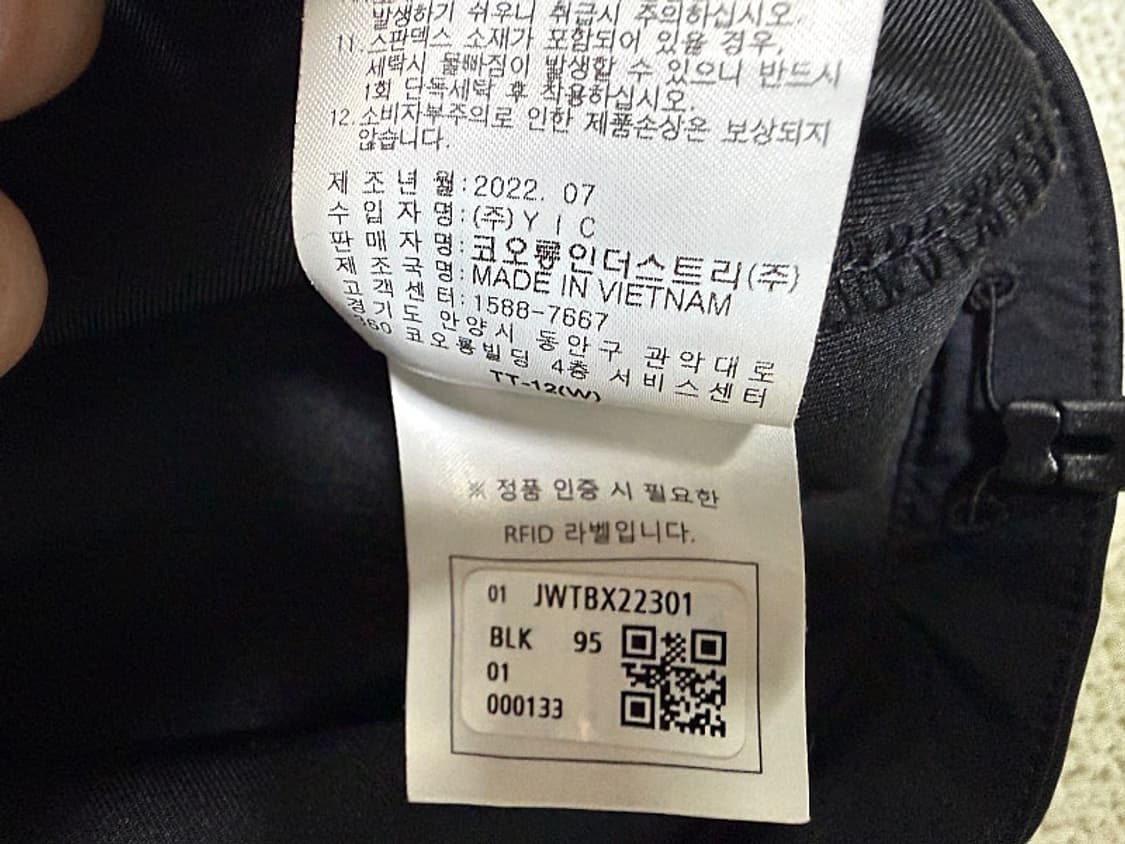 발생하기 쉬우니 취급시 주의하십시오.
11. 스판덱스 소재가 포함되어 있을 경우,
세탁시 물빠짐이 발생할 수 있으니 반드시
1회 단독세탁 후 착용하십시오.
12. 소비자부주의로 인한 제품손상은 보상되지
않습니다.
제 조 년 월 : 2022. 07
수 입 자 명 : (주) Y I C
판 매 자 명 : 코오롱인더스트리(주)
제 조 국 명 : MADE IN VIETNAM
고 객 센 터 : 1588-7667
경 기 도 안 양 시 동 안 구 관 악 대 로
360 코 오 롱 빌 딩 4층 서 비 스 센 터
TT-12(W)
※ 정품 인증 시 필요한
RFID 라벨입니다.
01 JWTBX22301
BLK 95
01
000133